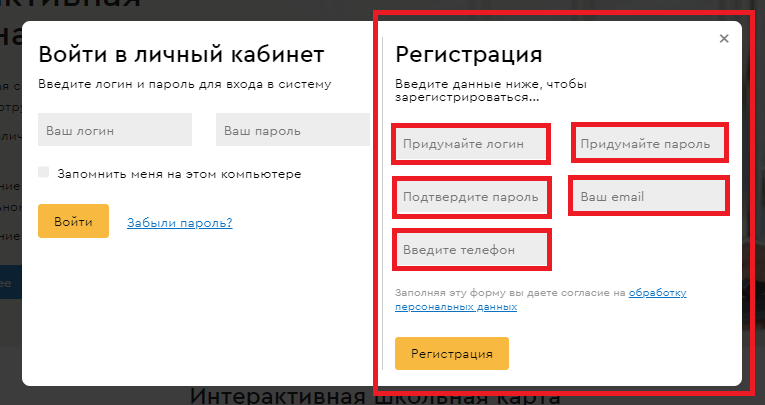 активная
на
Войти в личный кабинет
Введите логин и пароль для входа в систему
Ваш логин
Ваш пароль
Запомнить меня на этом компьютере
Войти
Забыли пароль?
Регистрация
Введите данные ниже, чтобы
зарегистрироваться...
Придумайте логин
Придумайте пароль
Подтвердите пароль
Ваш email
Введите телефон
Заполняя эту форму вы даете согласие на обработку
персональных данных
Регистрация
Интерактивная школьная карта